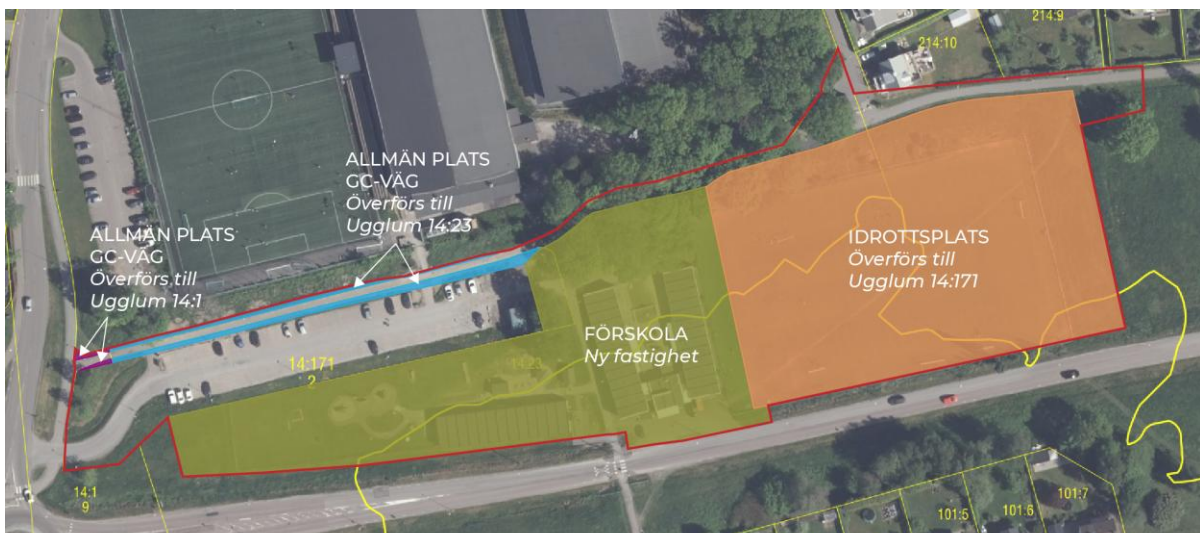 214:9
214:10
ALLMÄN PLATS
GC-VÄG
Överförs till
Ugglum 14:23
ALLMÄN PLATS
GC-VÄG
Överförs till
Ugglum 14:1
IDROTTSPLATS
Överförs till
Ugglum 14:171
FÖRSKOLA
Ny fastighet
14:171
2
14:23
14:1
9
101:7
101:6
101:5